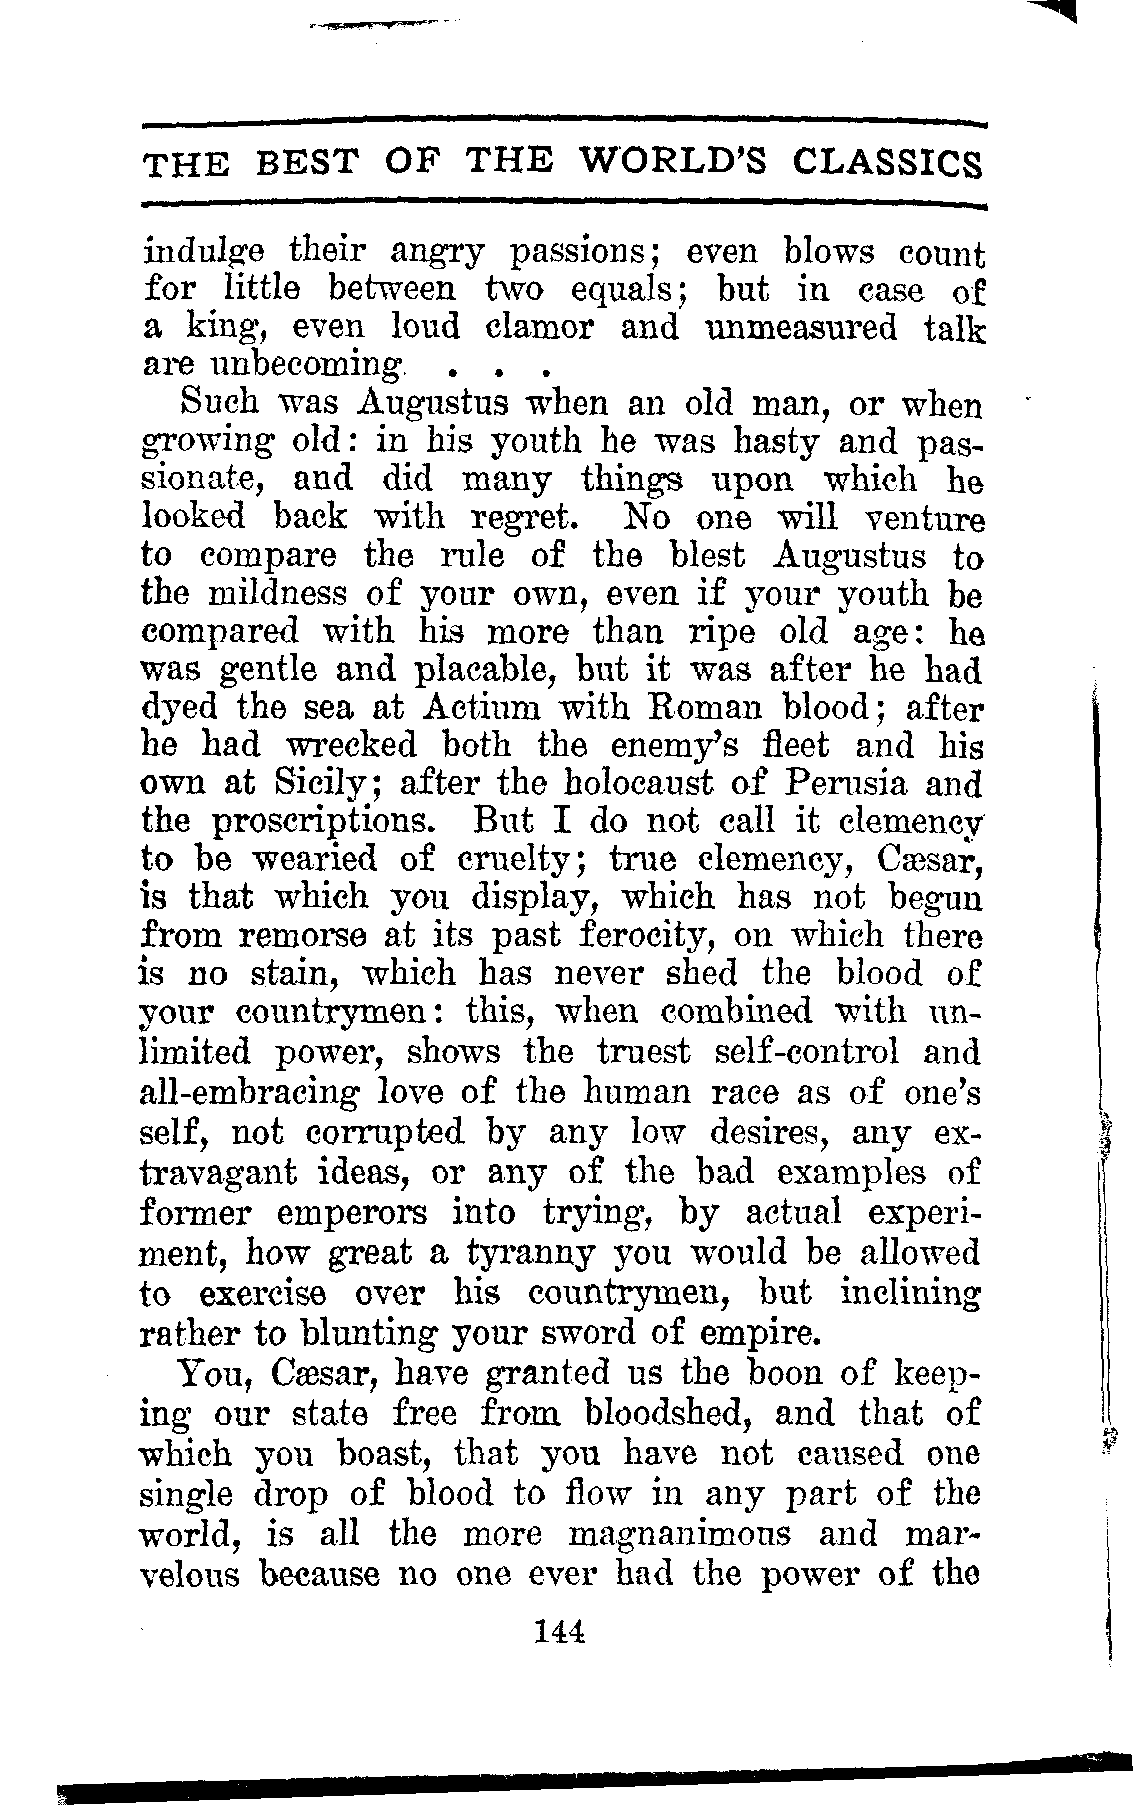 THE BEST OF THE WORLD'S CLASSICS
indulge their angry passions; even blows count
for little between two equals; but in case of
a king, even loud clamor and unmeasured talk
are unbecoming. . . .
Such was Augustus when an old man, or when
growing old: in his youth he was hasty and pas-
sionate, and did many things upon which he
looked back with regret. No one will venture
to compare the rule of the blest Augustus to
the mildness of your own, even if your youth be
compared with his more than ripe old age: he
was gentle and placable, but it was after he had
dyed the sea at Actium with Roman blood; after
he had wrecked both the enemy's fleet and his
own at Sicily; after the holocaust of Perusia and
the proscriptions. But I do not call it clemency
to be wearied of cruelty; true clemency, Cæsar,
is that which you display, which has not begun
from remorse at its past ferocity, on which there
is no stain, which has never shed the blood of
your countrymen: this, when combined with un-
limited power, shows the truest self-control and
all-embracing love of the human race as of one's
self, not corrupted by any low desires, any ex-
travagant ideas, or any of the bad examples of
former emperors into trying, by actual experi-
ment, how great a tyranny you would be allowed
to exercise over his countrymen, but inclining
rather to blunting your sword of empire.
You, Cæsar, have granted us the boon of keep-
ing our state free from bloodshed, and that of
which you boast, that you have not caused one
single drop of blood to flow in any part of the
world, is all the more magnanimous and mar-
velous because no one ever had the power of the
144